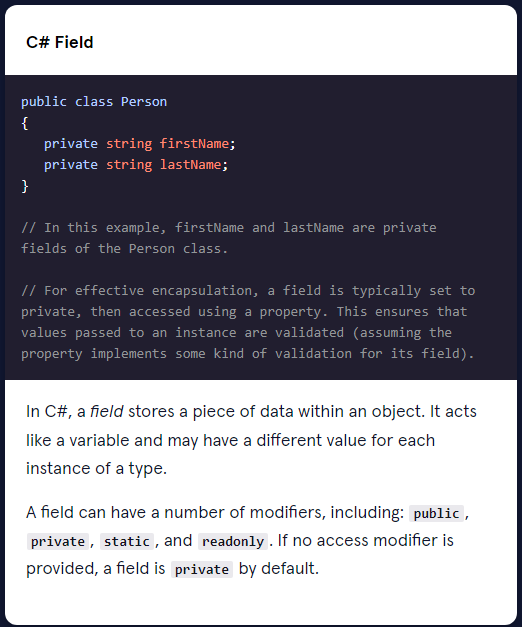 C# Field
public class Person
{
   private string firstName;
   private string lastName;
}
// In this example, firstName and lastName are private
fields of the Person class.
// For effective encapsulation, a field is typically set to
private, then accessed using a property. This ensures that
values passed to an instance are validated (assuming the
property implements some kind of validation for its field).
In C#, a field stores a piece of data within an object. It acts
like a variable and may have a different value for each
instance of a type.
A field can have a number of modifiers, including: public,
private, static, and readonly. If no access modifier is
provided, a field is private by default.